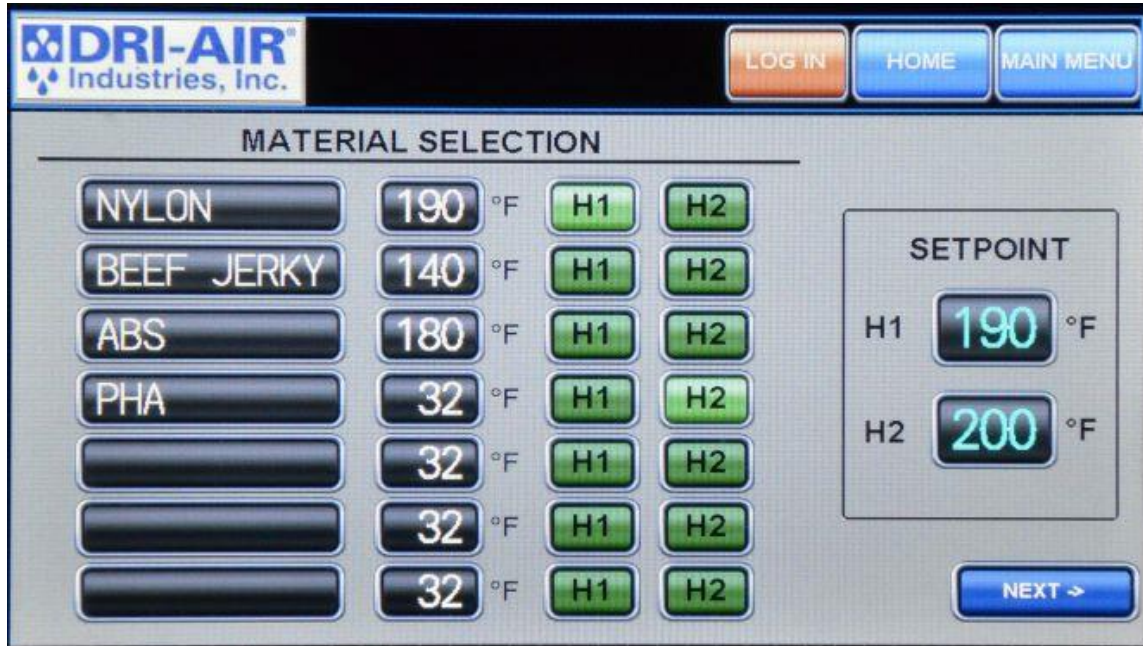 DRI-AIR®
Industries, Inc.
LOG IN HOME MAIN MENU
MATERIAL SELECTION
NYLON 190 °F H1 H2
BEEF JERKY 140 °F H1 H2
ABS 180 °F H1 H2
PHA 32 °F H1 H2
32 °F H1 H2
32 °F H1 H2
32 °F H1 H2
SETPOINT
H1 190 °F
H2 200 °F
NEXT ->